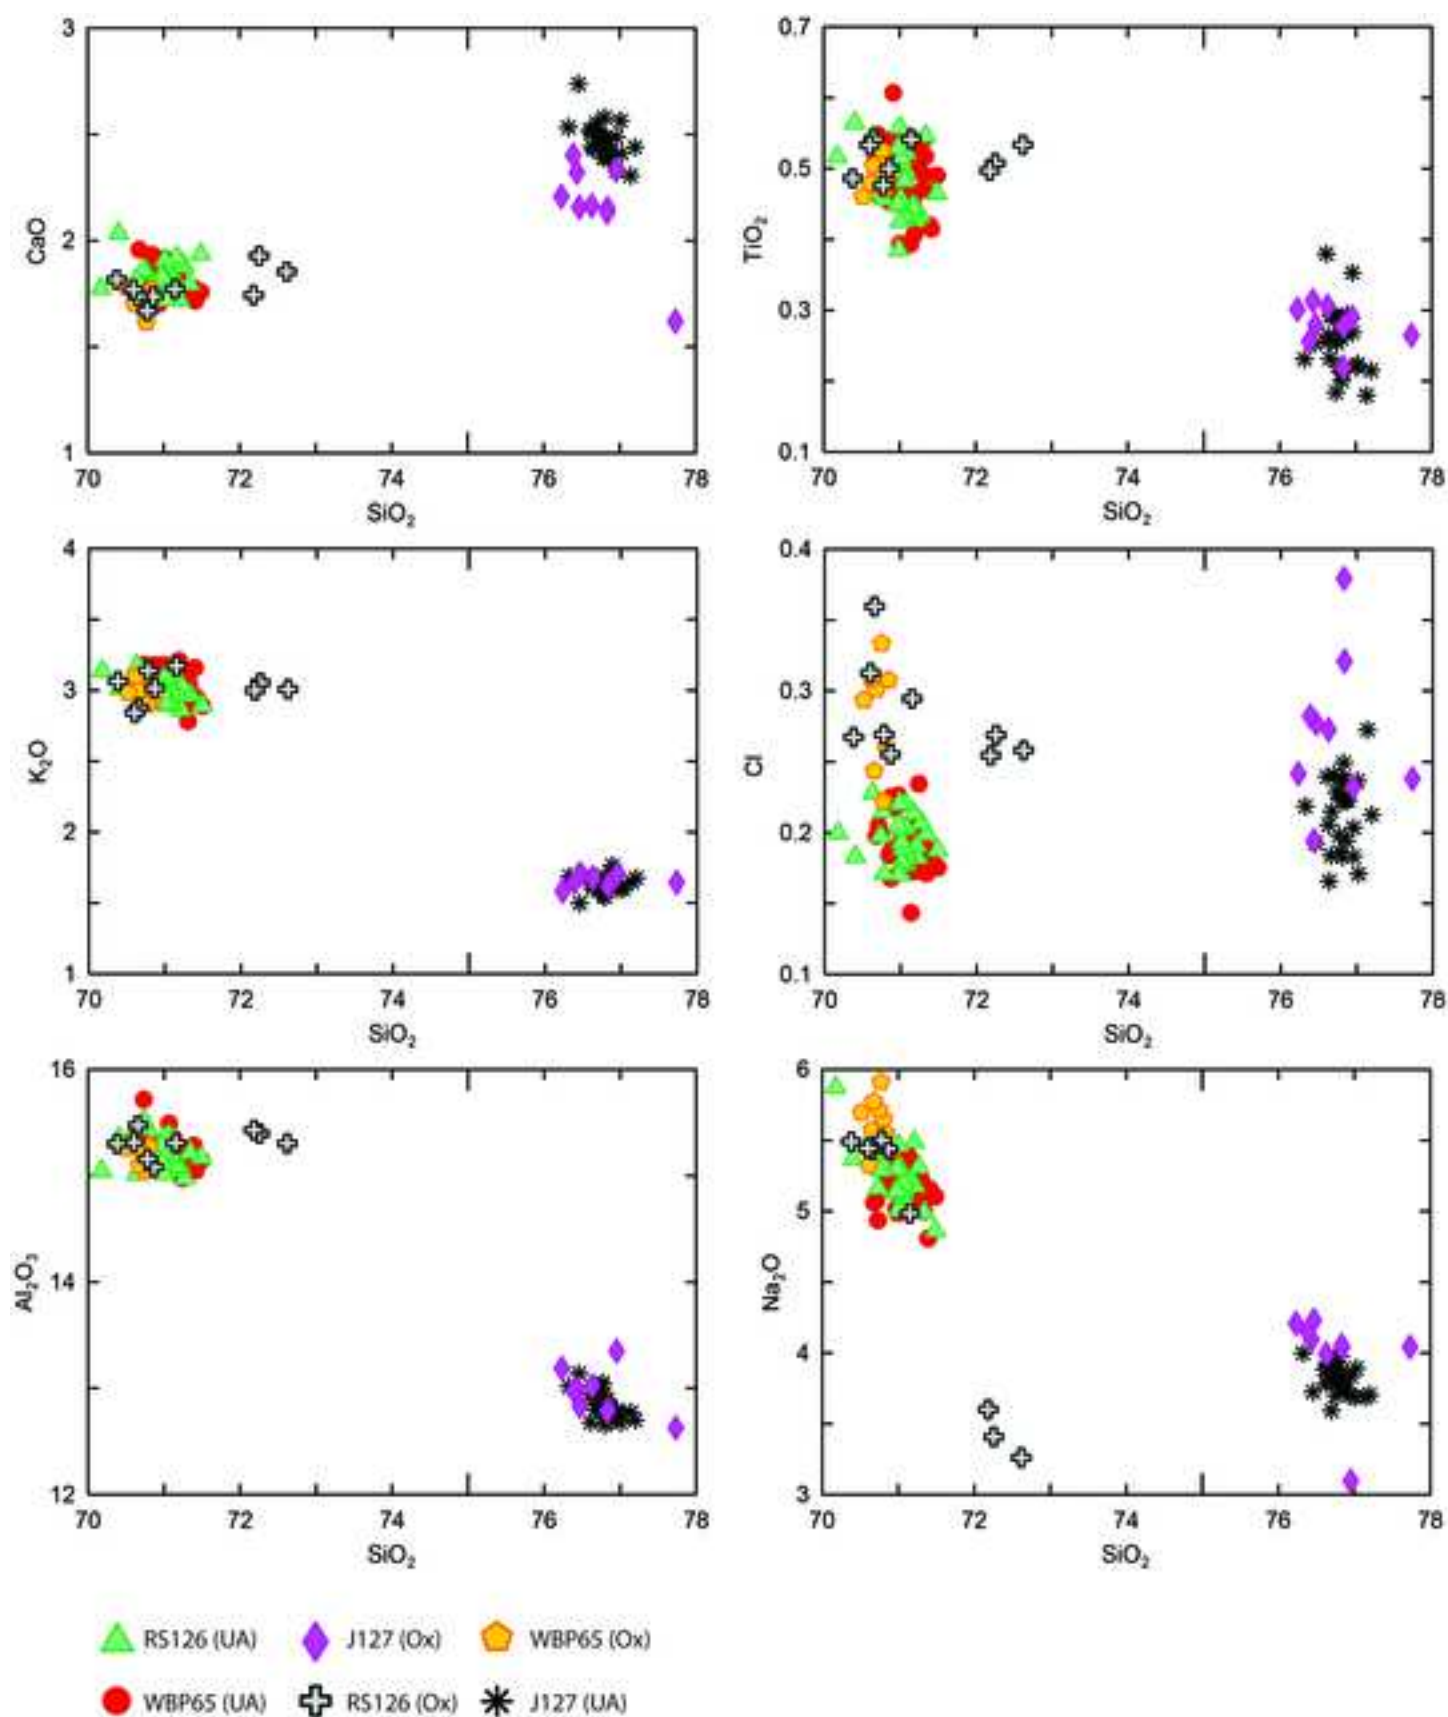 3 0.7
2 CaO 0.5 TiO₂
0.3
1 0.1
70 72 74 76 78 70 72 74 76 78
SiO₂ SiO₂
4 0.4
3 0.3
K₂O Cl
2 0.2
1 0.1
70 72 74 76 78 70 72 74 76 78
SiO₂ SiO₂
16 6
5
14 Al₂O₃ Na₂O
4
12 3
70 72 74 76 78 70 72 74 76 78
SiO₂ SiO₂
RS126 (UA) J127 (Ox) WBP65 (Ox)
WBP65 (UA) RS126 (Ox) J127 (UA)